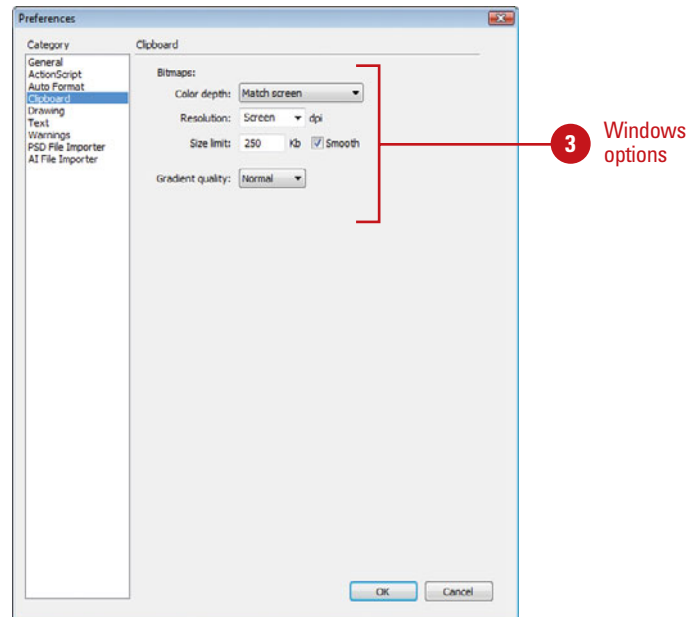 Preferences
Category
General
ActionScript
Auto Format
Clipboard
Drawing
Text
Warnings
PSD File Importer
AI File Importer
Clipboard
Bitmaps:
Color depth: Match screen
Resolution: Screen dpi
Size limit: 250 Kb Smooth
Gradient quality: Normal
3 Windows
options
OK Cancel